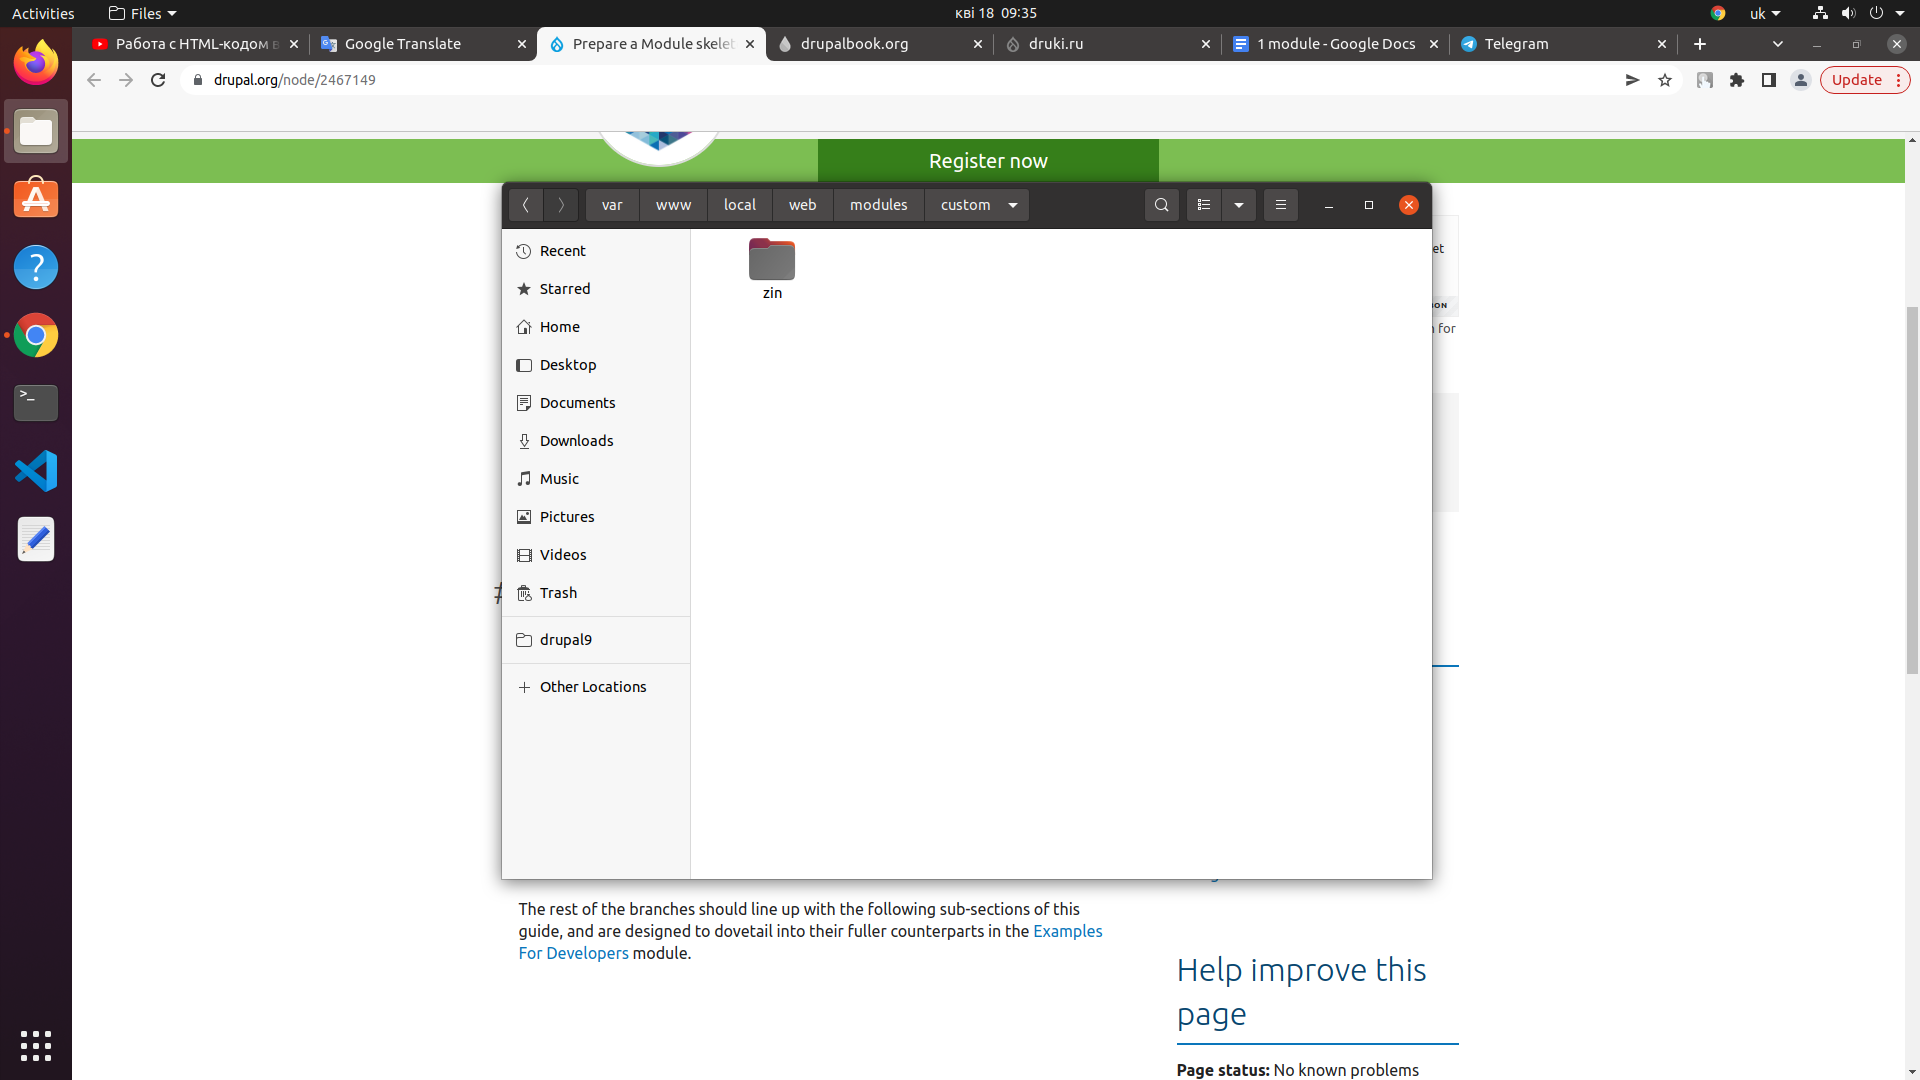 Activities
Files
кві 18 09:35
uk
Работа с HTML-кодом в
Google Translate
Prepare a Module skelet
drupalbook.org
druki.ru
1 module - Google Docs
Telegram
drupal.org/node/2467149
Update
Register now
var
www
local
web
modules
custom
Recent
Starred
Home
Desktop
Documents
Downloads
Music
Pictures
Videos
Trash
drupal9
Other Locations
zin
et
ON
for
#
The rest of the branches should line up with the following sub-sections of this
guide, and are designed to dovetail into their fuller counterparts in the Examples
For Developers module.
Help improve this
page
Page status: No known problems